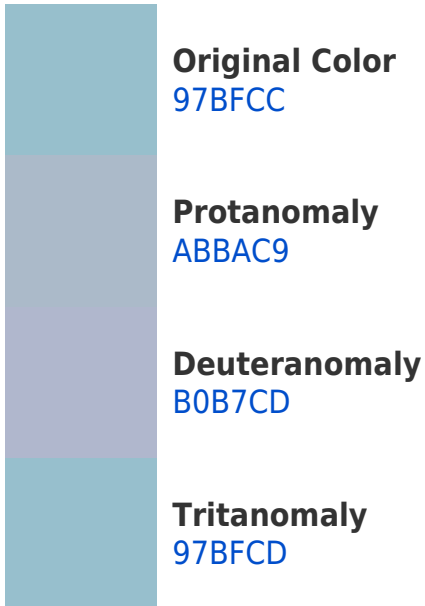 Original Color
97BFCC
Protanomaly
ABBAC9
Deuteranomaly
B0B7CD
Tritanomaly
97BFCD